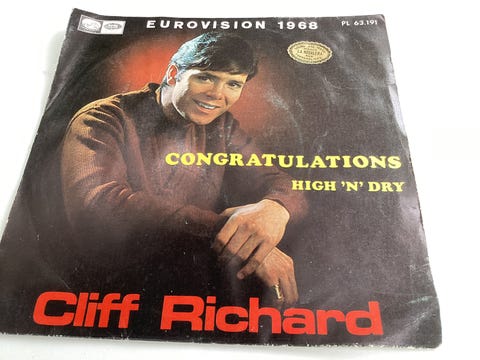 EUROVISION 1968
PL 63.191
CONGRATULATIONS
HIGH 'N' DRY
Cliff Richard